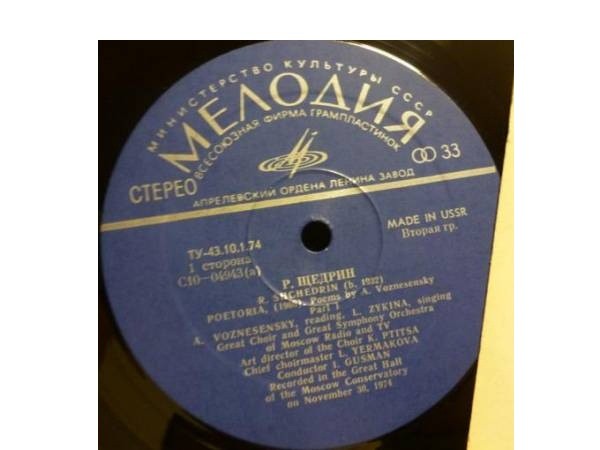 МИНИСТЕРСТВО КУЛЬТУРЫ СССР
МЕЛОДИЯ
ВСЕСОЮЗНАЯ ФИРМА ГРАМПЛАСТИНОК
СТЕРЕО
33
АПРЕЛЕВСКИЙ ОРДЕНА ЛЕНИНА ЗАВОД
MADE IN USSR
Вторая гр.
ТУ-43.10.1.74
1 сторона
С10-04943(а)
Р. ЩЕДРИН
R. SHCHEDRIN (b. 1932)
POETORIA, Poems by A. Voznesensky
Part I
A. VOZNESENSKY, reading, L. ZYKINA, singing
Great Choir and Great Symphony Orchestra
of Moscow Radio and TV
Art director of the Choir K. PTITSA
Chief choirmaster L. YERMAKOVA
Conductor I. GUSMAN
Recorded in the Great Hall
of the Moscow Conservatory
on November 30, 1974